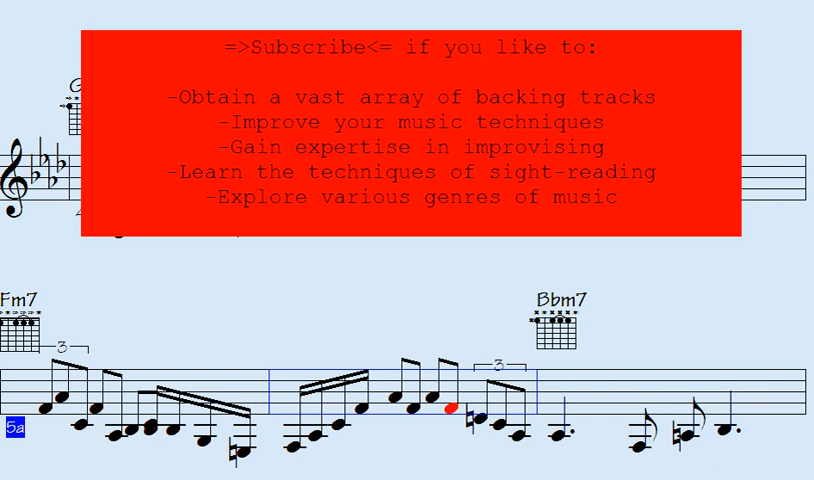 =>Subscribe<= if you like to:
-Obtain a vast array of backing tracks
-Improve your music techniques
-Gain expertise in improvising
-Learn the techniques of sight-reading
-Explore various genres of music
Fm7
Bbm7
3
3
5a